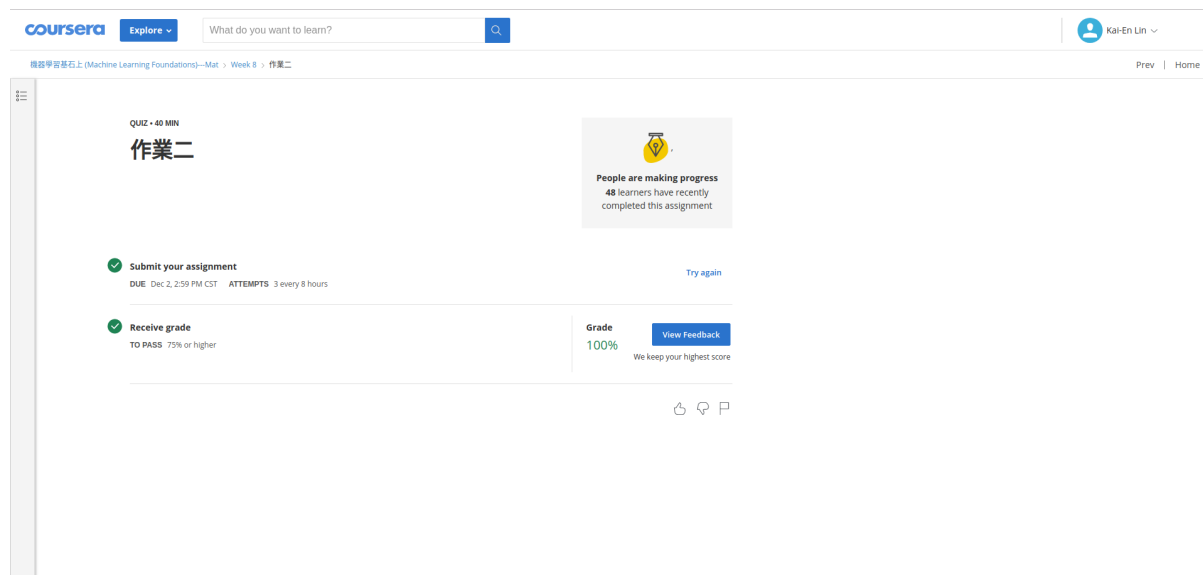 coursera Explore What do you want to learn? Kai-En Lin
機器學習基石上 (Machine Learning Foundations)---Mat > Week 8 > 作業二 Prev | Home
QUIZ • 40 MIN
作業二
People are making progress
48 learners have recently
completed this assignment
Submit your assignment
DUE Dec 2, 2:59 PM CST ATTEMPTS 3 every 8 hours
Try again
Receive grade
TO PASS 75% or higher
Grade
100%
View Feedback
We keep your highest score